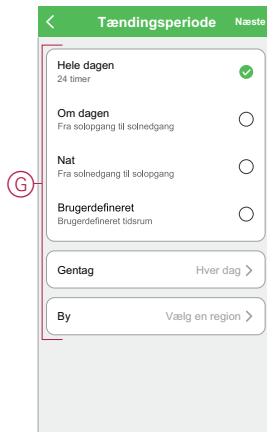 Tændingsperiode Næste
Hele dagen
24 timer
Om dagen
Fra solopgang til solnedgang
Nat
Fra solnedgang til solopgang
Brugerdefineret
Brugerdefineret tidsrum
G
Gentag Hver dag
By Vælg en region